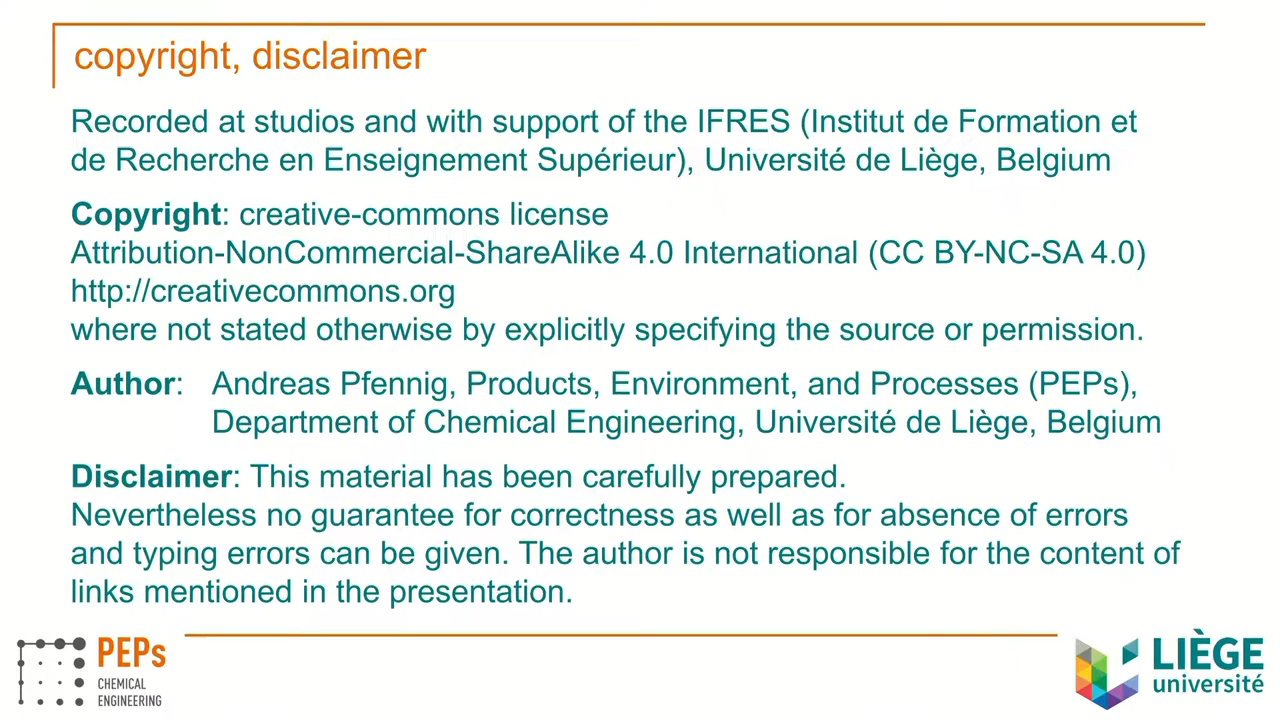 copyright, disclaimer
Recorded at studios and with support of the IFRES (Institut de Formation et
de Recherche en Enseignement Supérieur), Université de Liège, Belgium
Copyright: creative-commons license
Attribution-NonCommercial-ShareAlike 4.0 International (CC BY-NC-SA 4.0)
http://creativecommons.org
where not stated otherwise by explicitly specifying the source or permission.
Author: Andreas Pfennig, Products, Environment, and Processes (PEPs),
Department of Chemical Engineering, Université de Liège, Belgium
Disclaimer: This material has been carefully prepared.
Nevertheless no guarantee for correctness as well as for absence of errors
and typing errors can be given. The author is not responsible for the content of
links mentioned in the presentation.
PEPs
CHEMICAL
ENGINEERING
LIÈGE
université